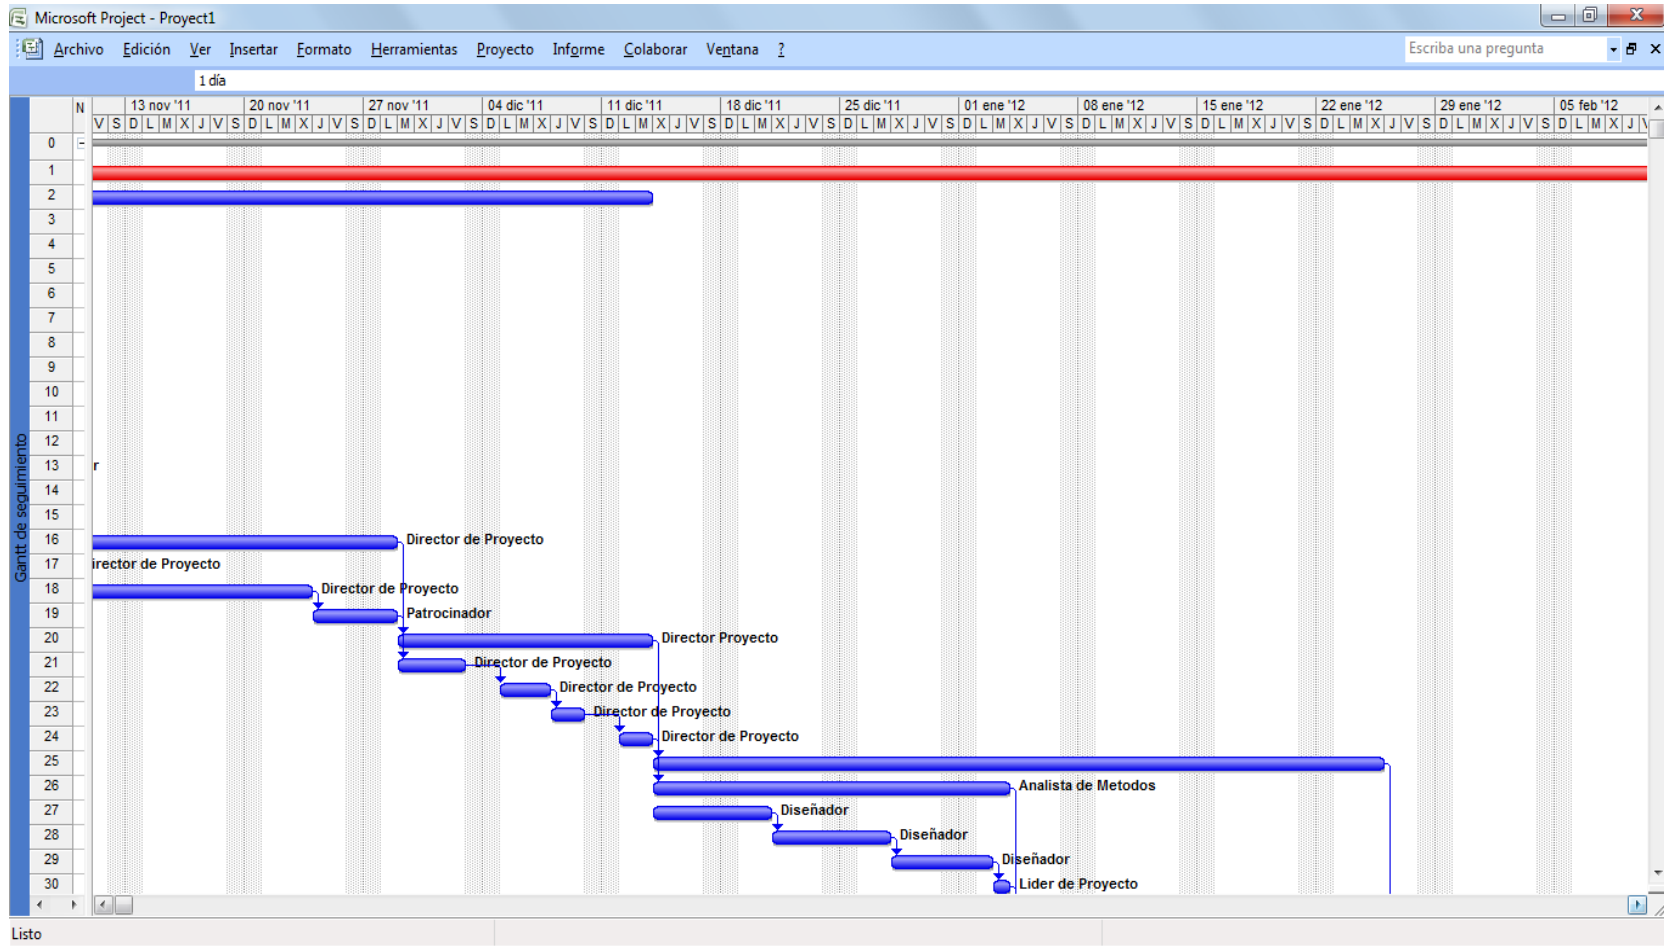 Microsoft Project - Proyect1
Archivo Edición Ver Insertar Formato Herramientas Proyecto Informe Colaborar Ventana ? Escriba una pregunta
1 día
N 13 nov '11 20 nov '11 27 nov '11 04 dic '11 11 dic '11 18 dic '11 25 dic '11 01 ene '12 08 ene '12 15 ene '12 22 ene '12 29 ene '12 05 feb '12
V S D L M X J V S D L M X J V S D L M X J V S D L M X J V S D L M X J V S D L M X J V S D L M X J V S D L M X J V S D L M X J V S D L M X J V S D L M X J V S D L M X J V S D L M X J
0
1
2
3
4
5
6
7
8
9
10
11
12
13 r
14
15
16 Director de Proyecto
17 irector de Proyecto
18 Director de Proyecto
19 Patrocinador
20 Director Proyecto
21 Director de Proyecto
22 Director de Proyecto
23 Director de Proyecto
24 Director de Proyecto
25
26 Analista de Metodos
27 Diseñador
28 Diseñador
29 Diseñador
30 Lider de Proyecto
Gantt de seguimiento
Listo